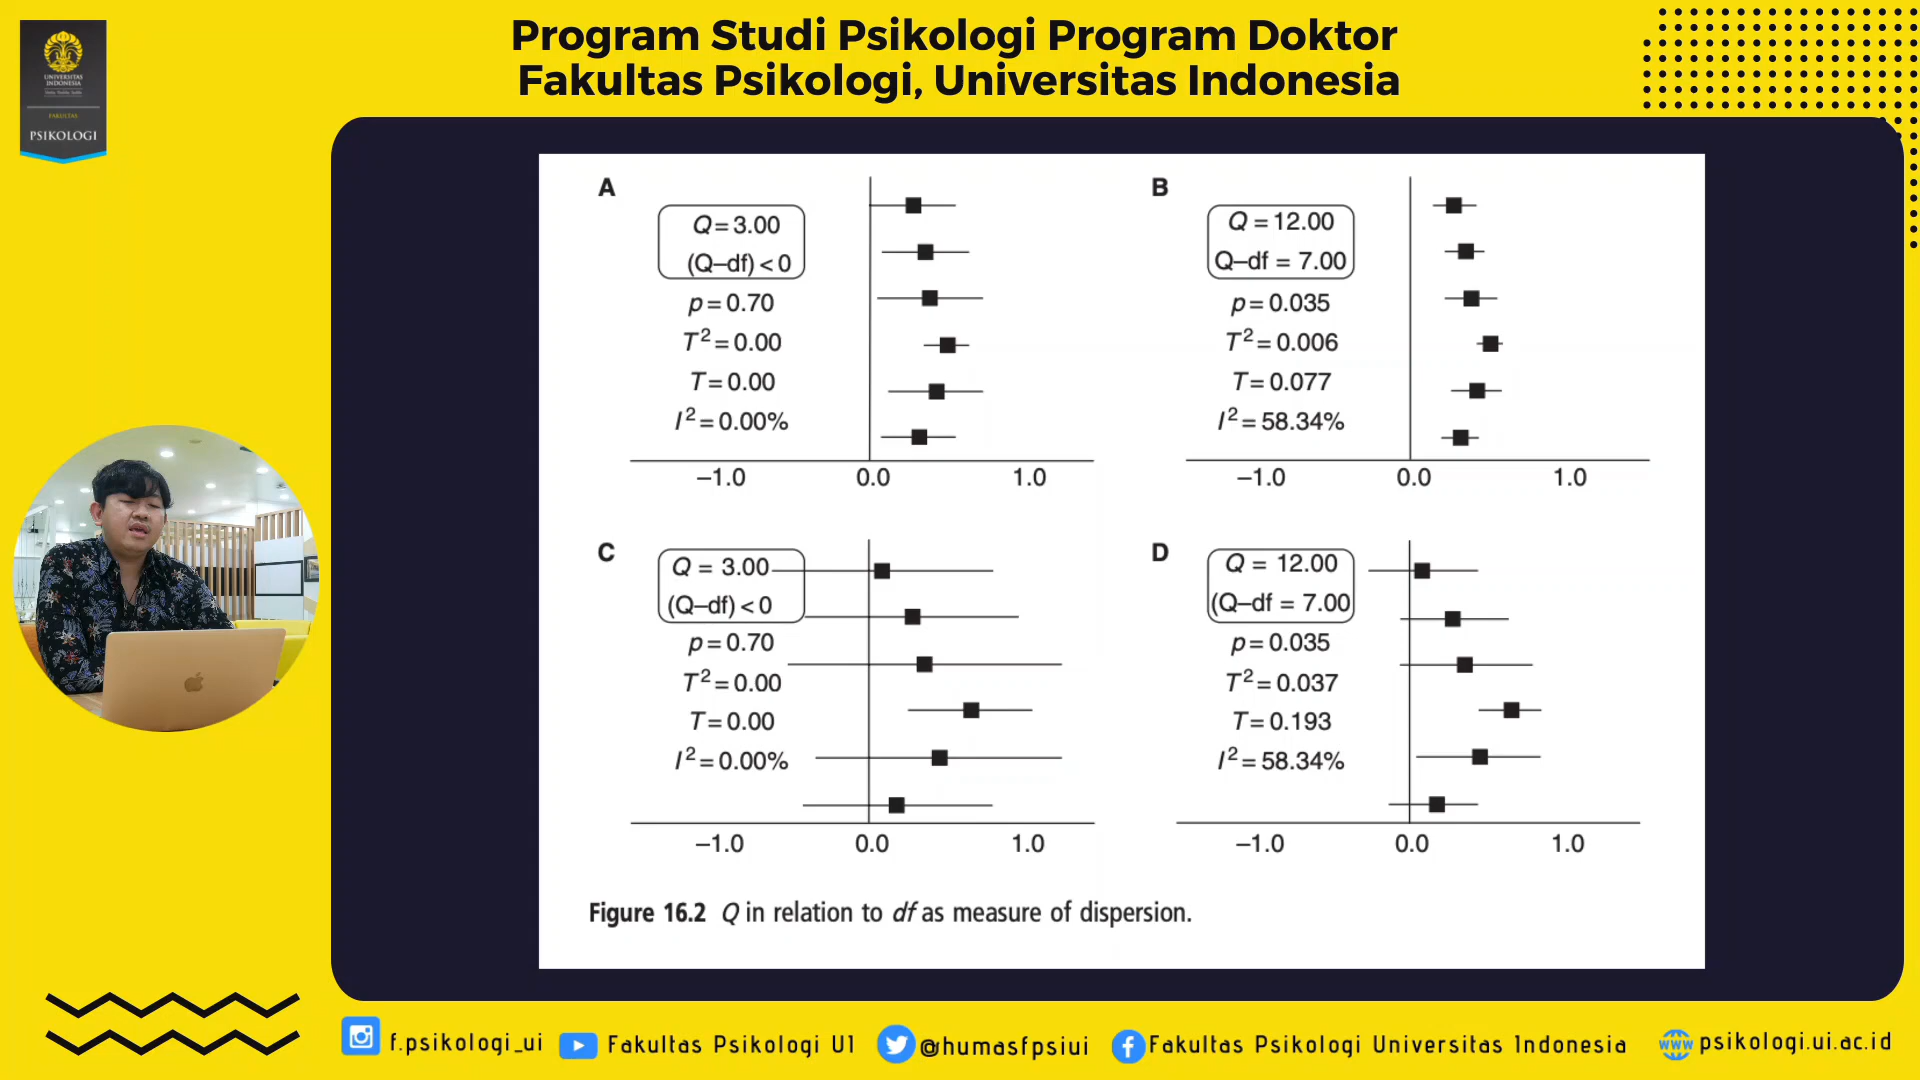 Program Studi Psikologi Program Doktor
Fakultas Psikologi, Universitas Indonesia
UNIVERSITAS
INDONESIA
FAKULTAS
PSIKOLOGI
A
Q = 3.00
(Q–df) < 0
p = 0.70
T² = 0.00
T = 0.00
I² = 0.00%
–1.0 0.0 1.0
B
Q = 12.00
Q–df = 7.00
p = 0.035
T² = 0.006
T = 0.077
I² = 58.34%
–1.0 0.0 1.0
C
Q = 3.00
(Q–df) < 0
p = 0.70
T² = 0.00
T = 0.00
I² = 0.00%
–1.0 0.0 1.0
D
Q = 12.00
(Q–df = 7.00
p = 0.035
T² = 0.037
T = 0.193
I² = 58.34%
–1.0 0.0 1.0
Figure 16.2 Q in relation to df as measure of dispersion.
f.psikologi_ui
Fakultas Psikologi UI
@humasfpsiui
Fakultas Psikologi Universitas Indonesia
www psikologi.ui.ac.id